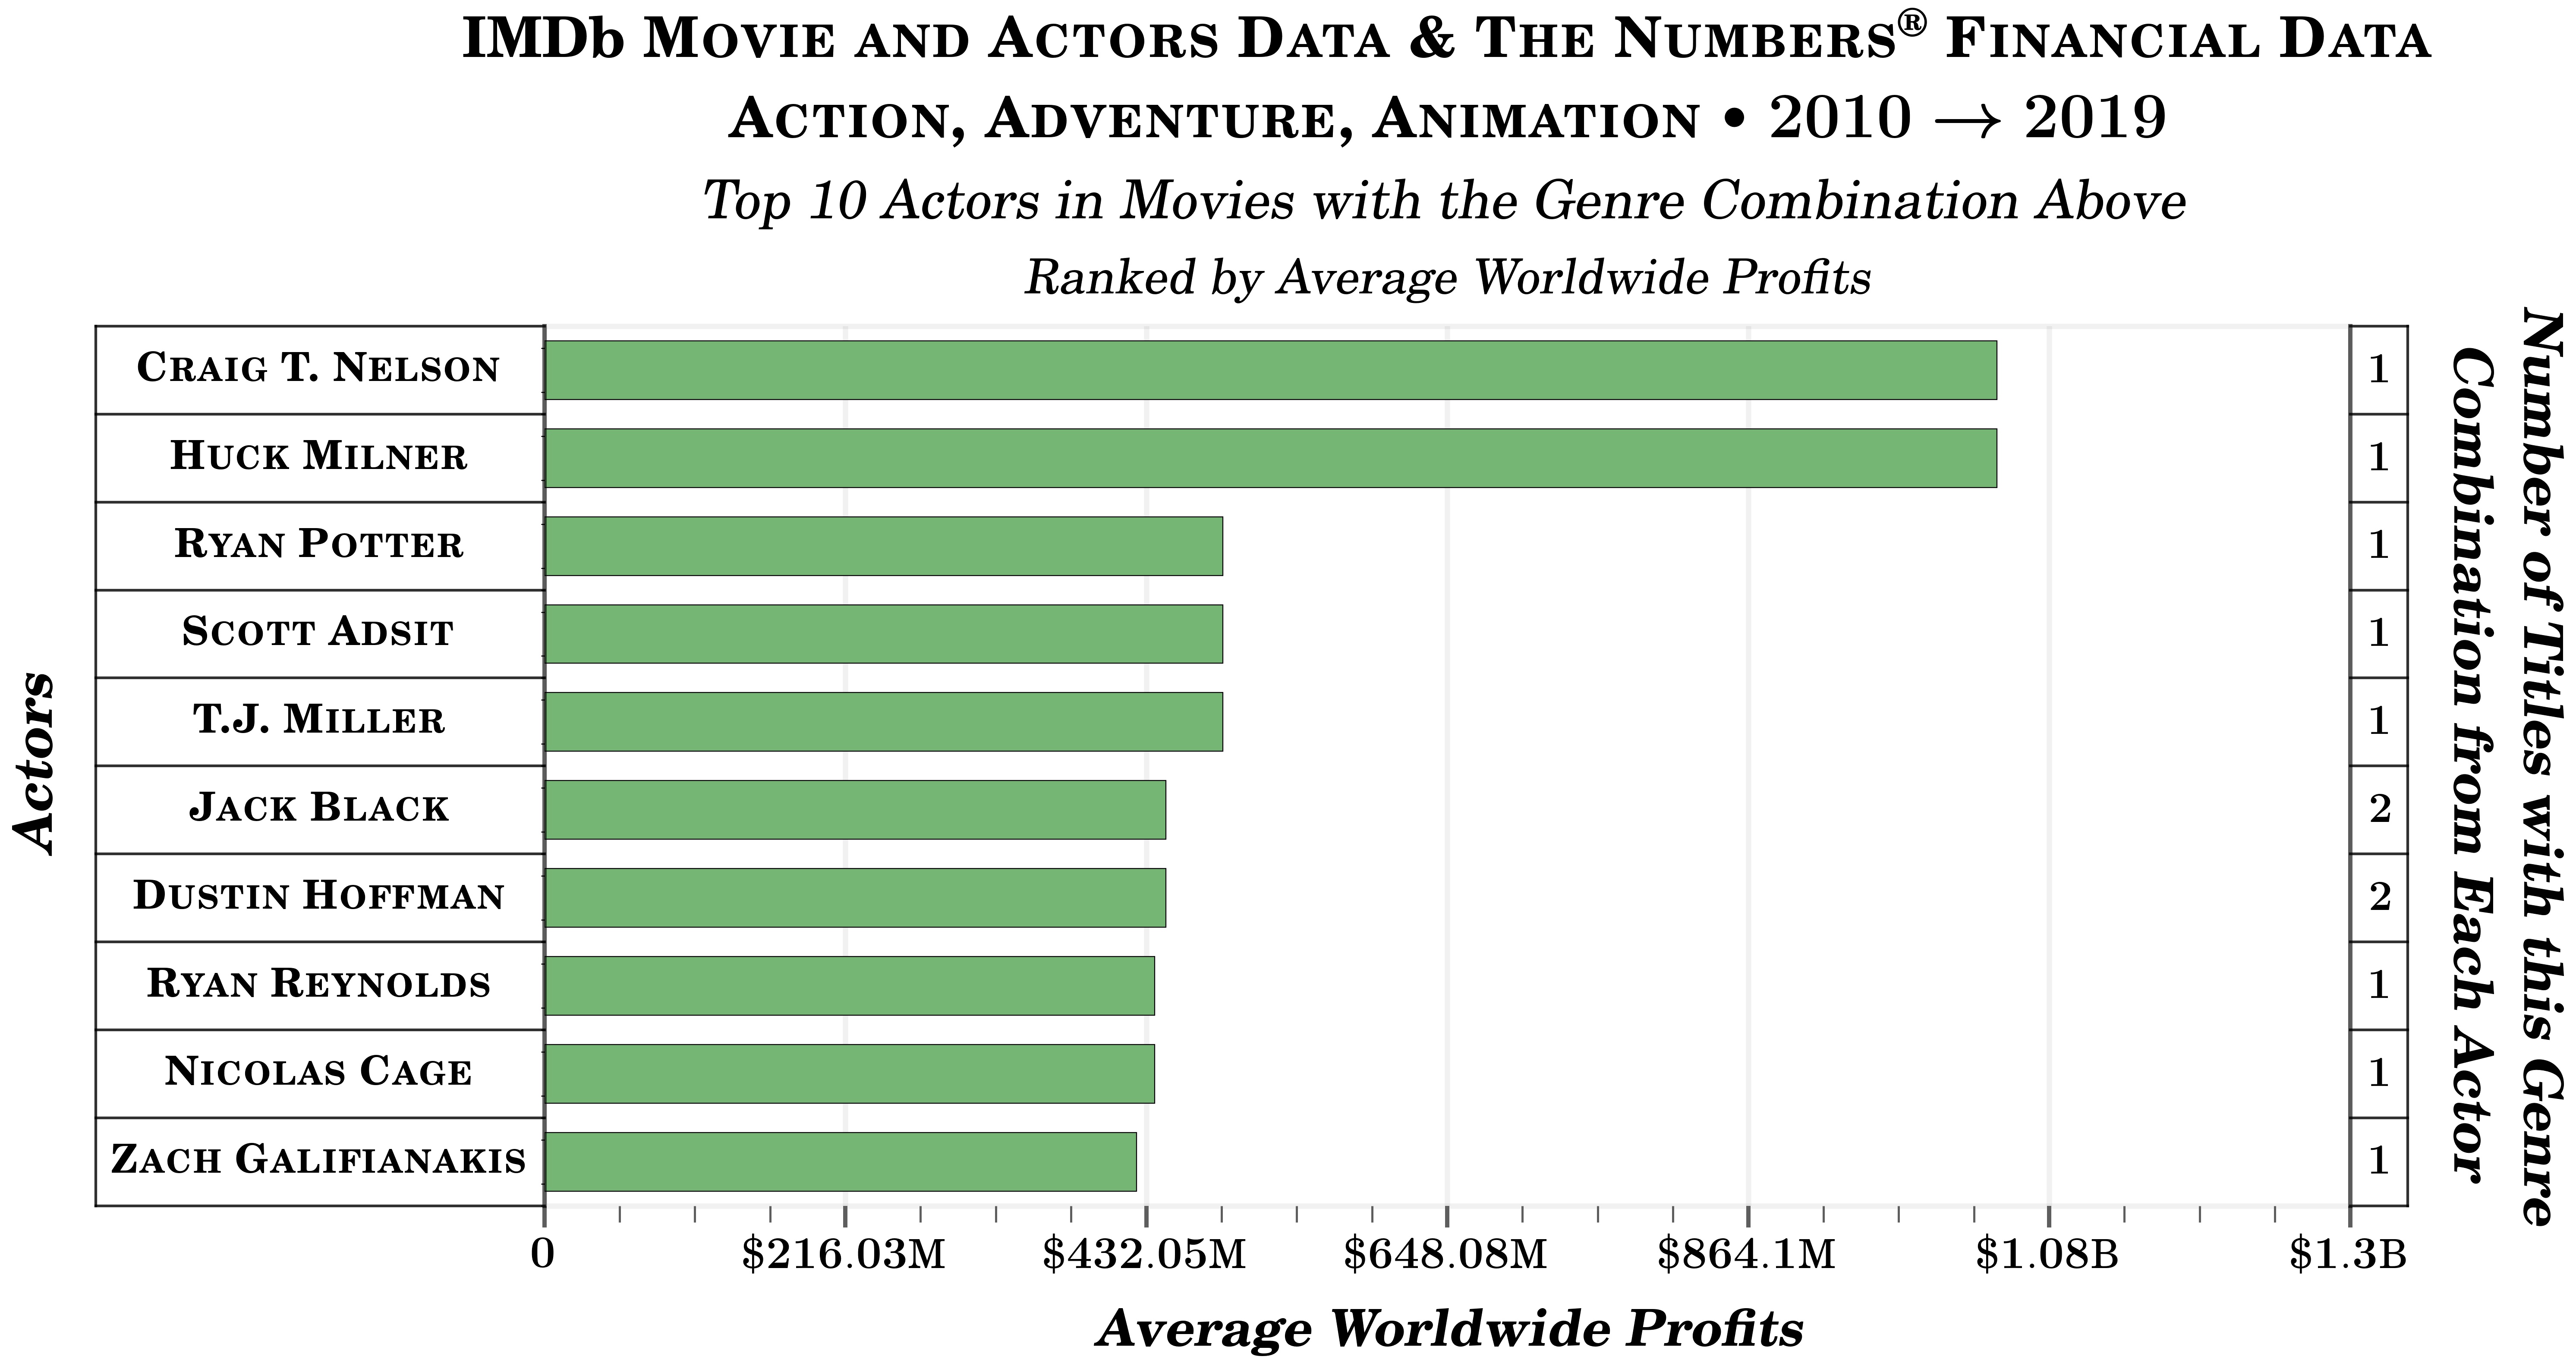 IMDb Movie and Actors Data & The Numbers® Financial Data
Action, Adventure, Animation • 2010 → 2019
Top 10 Actors in Movies with the Genre Combination Above
Ranked by Average Worldwide Profits
Actors
Craig T. Nelson
Huck Milner
Ryan Potter
Scott Adsit
T.J. Miller
Jack Black
Dustin Hoffman
Ryan Reynolds
Nicolas Cage
Zach Galifianakis
1
1
1
1
1
2
2
1
1
1
Number of Titles with this Genre
Combination from Each Actor
0 $216.03M $432.05M $648.08M $864.1M $1.08B $1.3B
Average Worldwide Profits